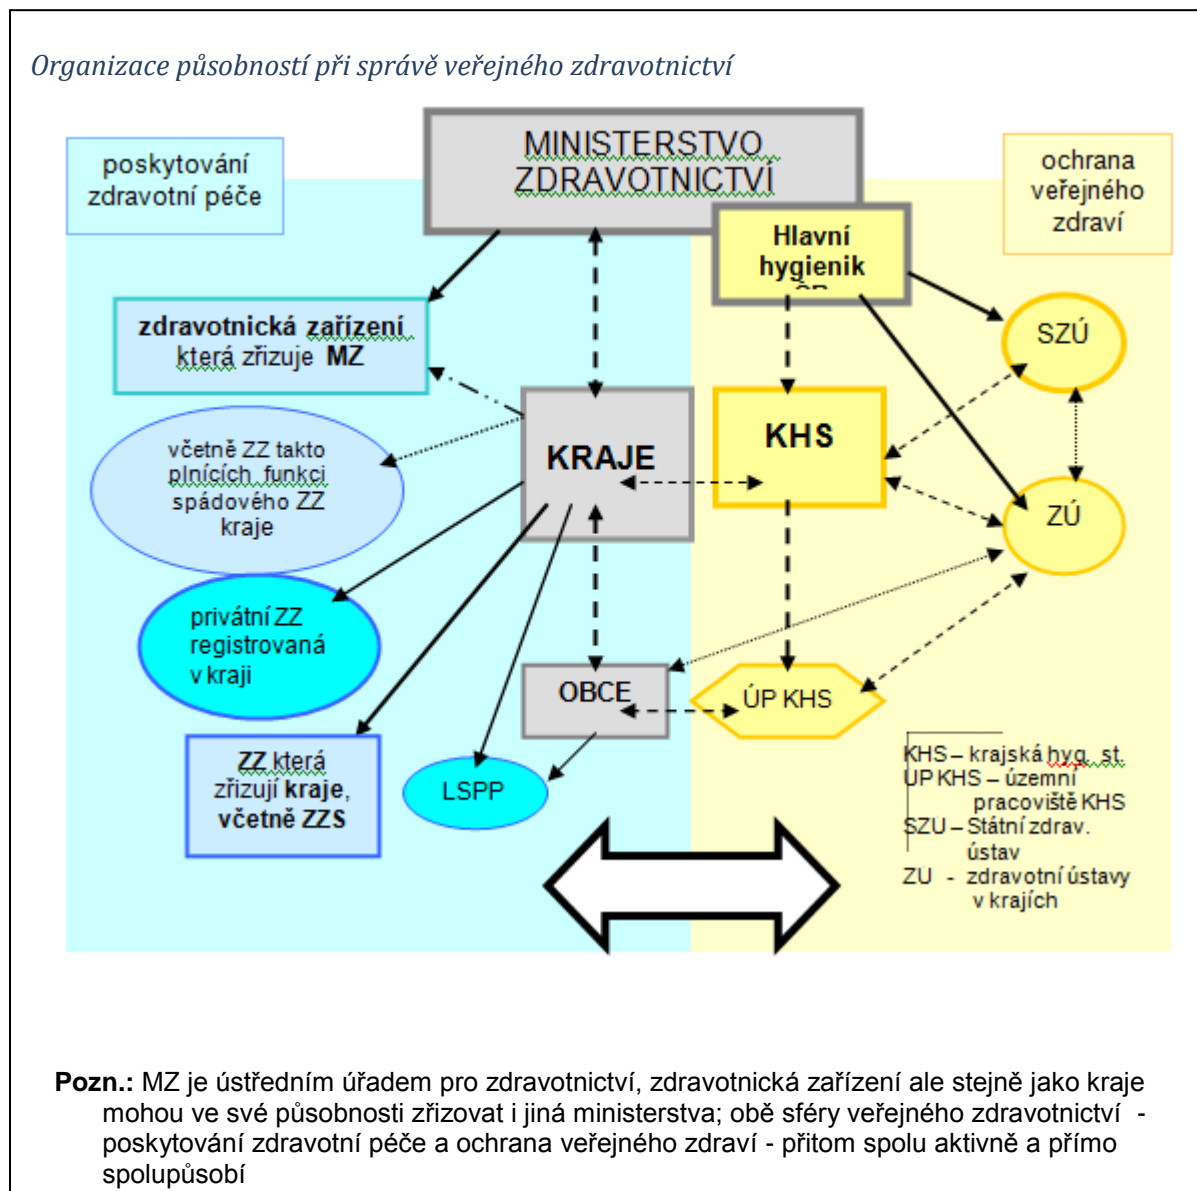 Organizace působností při správě veřejného zdravotnictví
MINISTERSTVO
ZDRAVOTNICTVÍ
poskytování
zdravotní péče
ochrana
veřejného
zdraví
Hlavní
hygienik
zdravotnická zařízení
která zřizuje MZ
SZÚ
včetně ZZ takto
plnících funkci
spádového ZZ
kraje
KRAJE
KHS
ZÚ
privátní ZZ
registrovaná
v kraji
OBCE
ÚP KHS
ZZ která
zřizují kraje,
včetně ZZS
LSPP
KHS – krajská hyg. st.
ÚP KHS – územní
pracoviště KHS
SZU – Státní zdrav.
ústav
ZU - zdravotní ústavy
v krajích
Pozn.: MZ je ústředním úřadem pro zdravotnictví, zdravotnická zařízení ale stejně jako kraje
mohou ve své působnosti zřizovat i jiná ministerstva; obě sféry veřejného zdravotnictví -
poskytování zdravotní péče a ochrana veřejného zdraví - přitom spolu aktivně a přímo
spolupůsobí